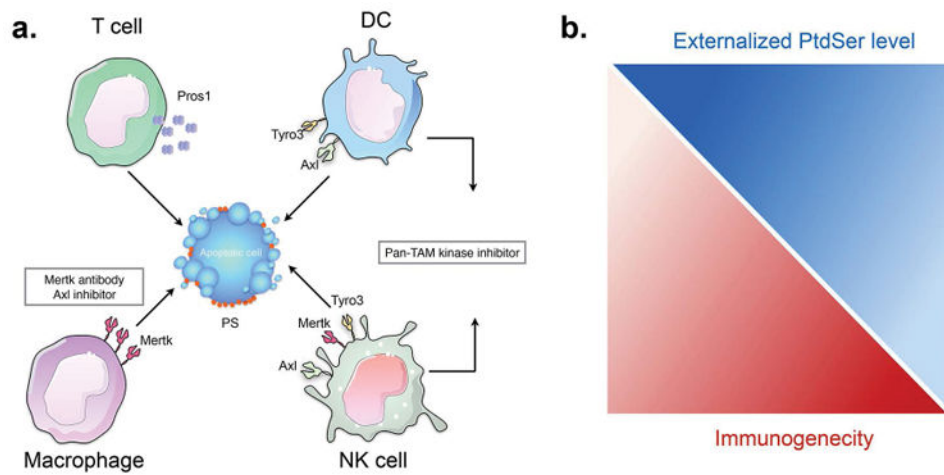 a.
T cell
Pros1
DC
Tyro3
Axl
Apoptotic cell
PS
Pan-TAM kinase inhibitor
Mertk antibody
Axl inhibitor
Mertk
Macrophage
Tyro3
Mertk
Axl
NK cell
b.
Externalized PtdSer level
Immunogenecity